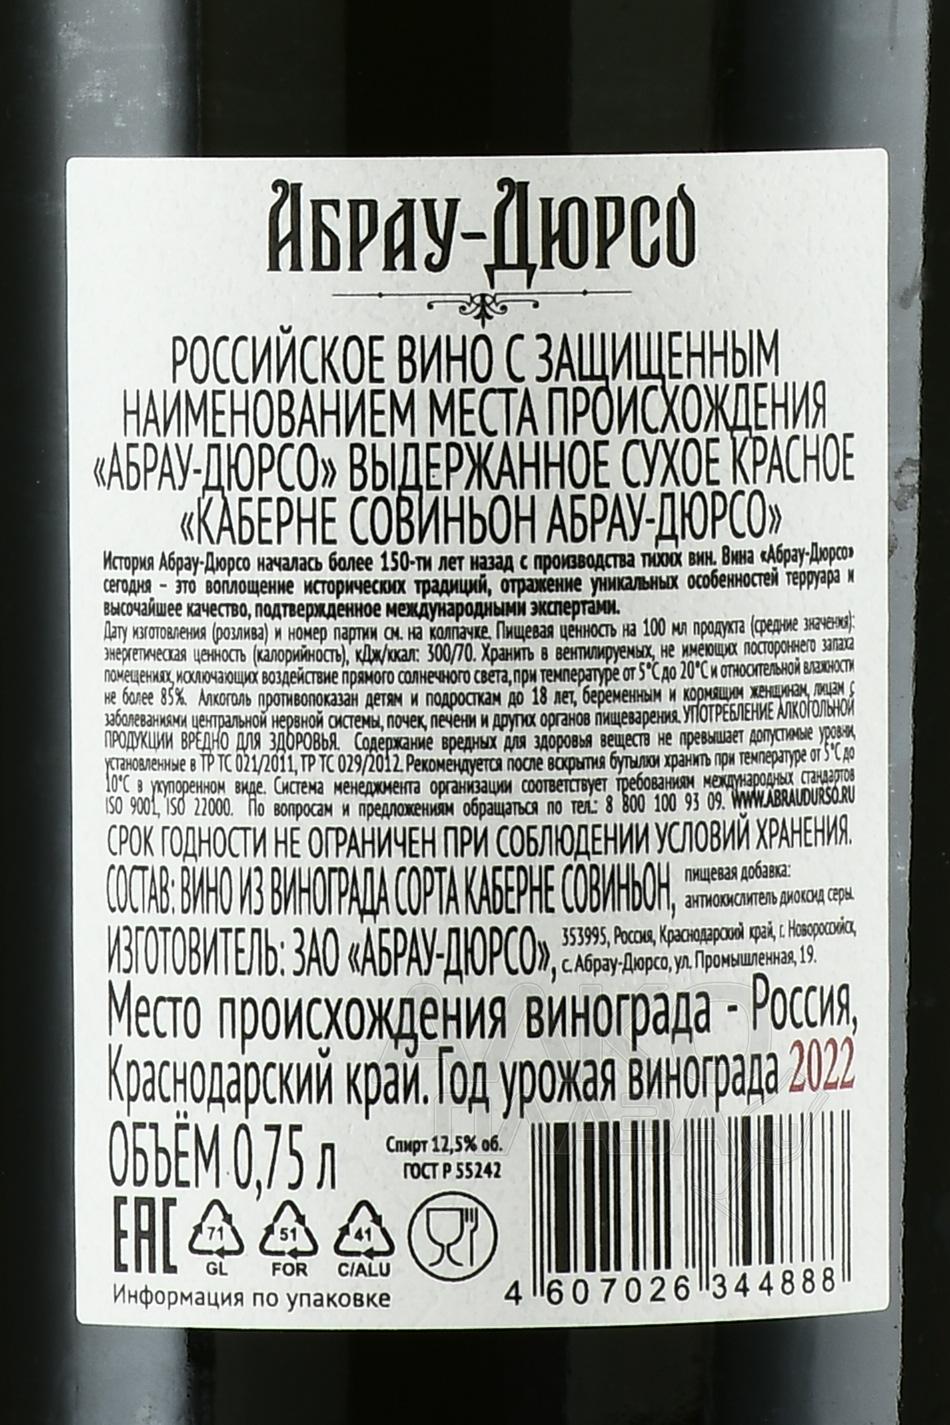 Абрау-Дюрсо
РОССИЙСКОЕ ВИНО С ЗАЩИЩЕННЫМ
НАИМЕНОВАНИЕМ МЕСТА ПРОИСХОЖДЕНИЯ
«АБРАУ-ДЮРСО» ВЫДЕРЖАННОЕ СУХОЕ КРАСНОЕ
«КАБЕРНЕ СОВИНЬОН АБРАУ-ДЮРСО»
История Абрау-Дюрсо началась более 150-ти лет назад с производства тихих вин. Вина «Абрау-Дюрсо»
сегодня – это воплощение исторических традиций, отражение уникальных особенностей терруара и
высочайшее качество, подтвержденное международными экспертами.
Дату изготовления (розлива) и номер партии см. на колпачке. Пищевая ценность на 100 мл продукта (средние значения):
энергетическая ценность (калорийность), кДж/ккал: 300/70. Хранить в вентилируемых, не имеющих постороннего запаха
помещениях, исключающих воздействие прямого солнечного света, при температуре от 5°С до 20°С и относительной влажности
не более 85%. Алкоголь противопоказан детям и подросткам до 18 лет, беременным и кормящим женщинам, лицам с
заболеваниями центральной нервной системы, почек, печени и других органов пищеварения. УПОТРЕБЛЕНИЕ АЛКОГОЛЬНОЙ
ПРОДУКЦИИ ВРЕДНО ДЛЯ ЗДОРОВЬЯ. Содержание вредных для здоровья веществ не превышает допустимые уровни,
установленные в ТР ТС 021/2011, ТР ТС 029/2012. Рекомендуется после вскрытия бутылки хранить при температуре от 5°С до
10°С в укупоренном виде. Система менеджмента организации соответствует требованиям международных стандартов
ISO 9001, ISO 22000. По вопросам и предложениям обращаться по тел.: 8 800 100 93 09. WWW.ABRAUDURSO.RU
СРОК ГОДНОСТИ НЕ ОГРАНИЧЕН ПРИ СОБЛЮДЕНИИ УСЛОВИЙ ХРАНЕНИЯ.
СОСТАВ: ВИНО ИЗ ВИНОГРАДА СОРТА КАБЕРНЕ СОВИНЬОН, пищевая добавка:
антиокислитель диоксид серы.
ИЗГОТОВИТЕЛЬ: ЗАО «АБРАУ-ДЮРСО», 353995, Россия, Краснодарский край, г. Новороссийск,
с. Абрау-Дюрсо, ул. Промышленная, 19.
Место происхождения винограда - Россия,
Краснодарский край. Год урожая винограда 2022
ОБЪЁМ 0,75 л
Спирт 12,5% об.
ГОСТ Р 55242
EAC
71
GL
51
FOR
41
C/ALU
Информация по упаковке
4 607026 344888